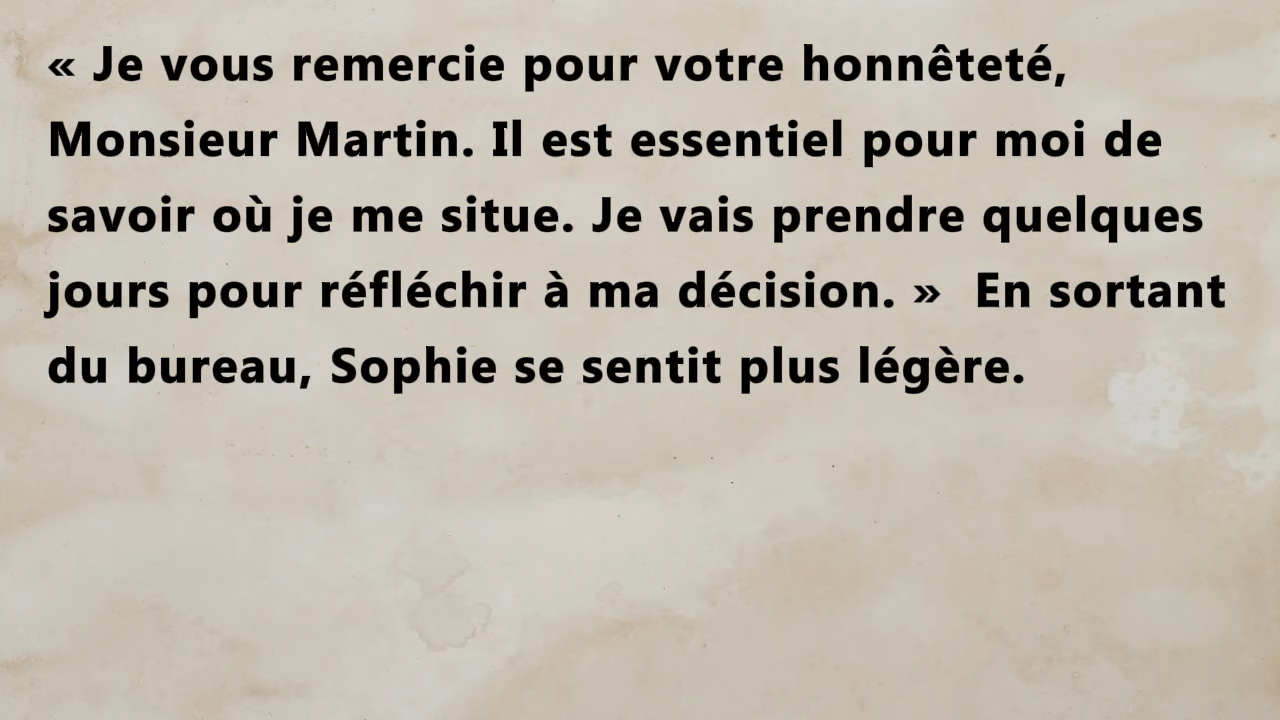 « Je vous remercie pour votre honnêteté,
Monsieur Martin. Il est essentiel pour moi de
savoir où je me situe. Je vais prendre quelques
jours pour réfléchir à ma décision. »  En sortant
du bureau, Sophie se sentit plus légère.